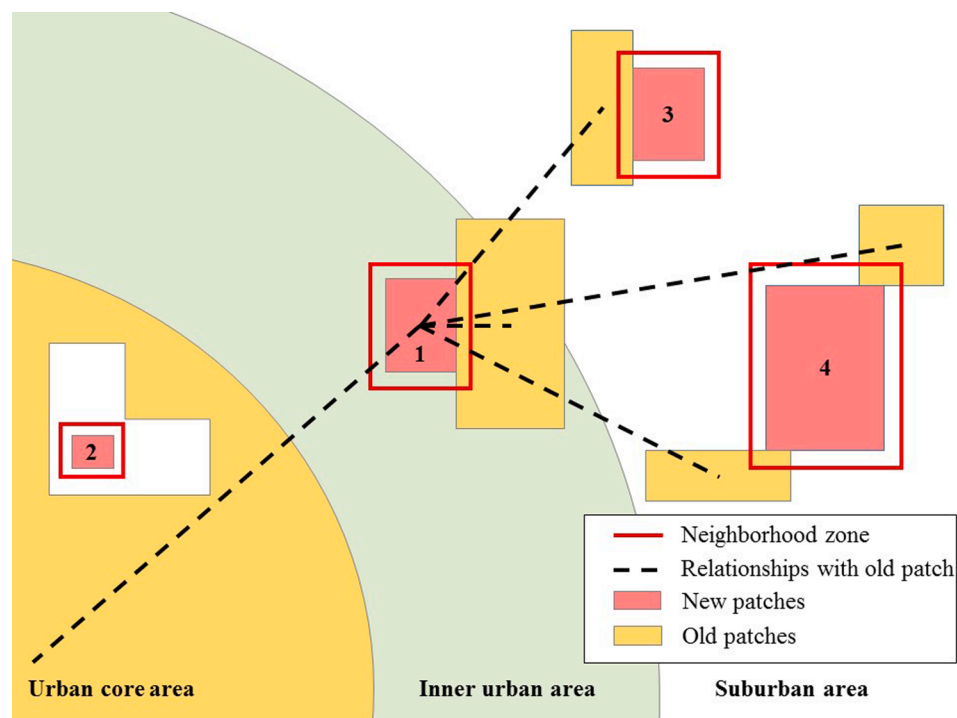 3
1
4
2
Neighborhood zone
Relationships with old patch
New patches
Old patches
Urban core area
Inner urban area
Suburban area